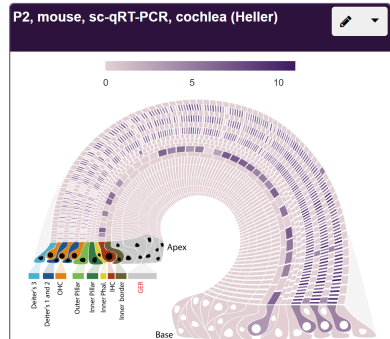 P2, mouse, sc-qRT-PCR, cochlea (Heller)
0 5 10
Apex
Deiter's 3
Deiter's 1 and 2
OHC
Outer Pillar
Inner Pillar
Inner Phal.
IHC
Inner border
GER
Base